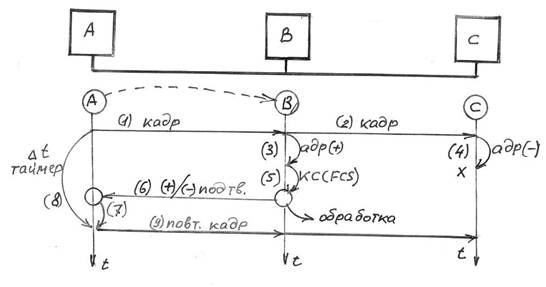 A B C
A B C
(1) кадр (2) кадр
Δt
таймер
(3) адр(+) (4) адр(-)
x
(5) КС(FCS)
(6) (+)/(-) подтв.
(8) (7)
обработка
(9) повт. кадр
t t t